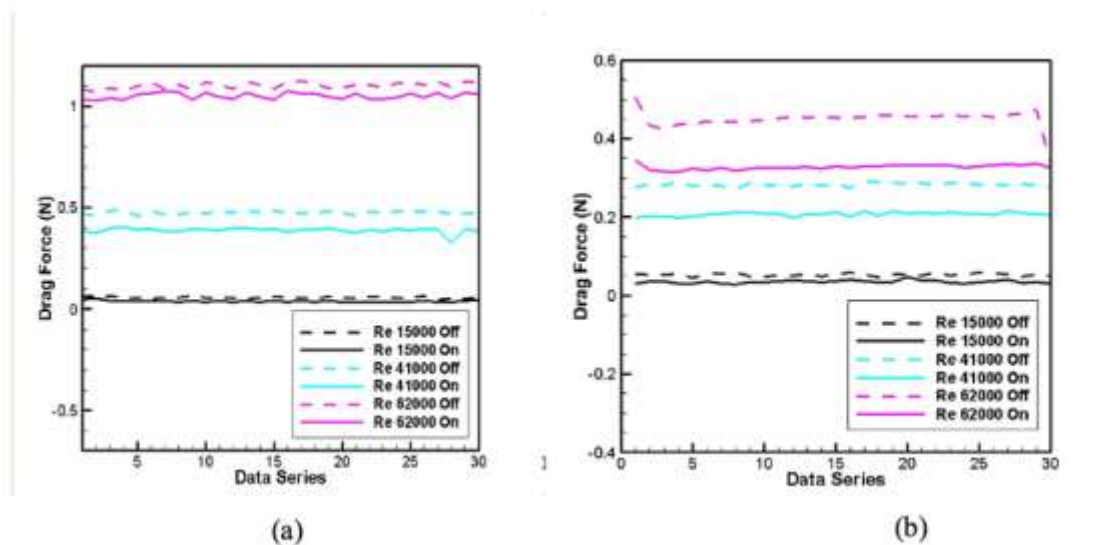 Drag Force (N)
1
0.5
0
-0.5
5
10
15
20
25
30
Data Series
Re 15000 Off
Re 15000 On
Re 41000 Off
Re 41000 On
Re 62000 Off
Re 62000 On
(a)
Drag Force (N)
0.6
0.4
0.2
0
-0.2
-0.4
0
5
10
15
20
25
30
Data Series
Re 15000 Off
Re 15000 On
Re 41000 Off
Re 41000 On
Re 62000 Off
Re 62000 On
(b)